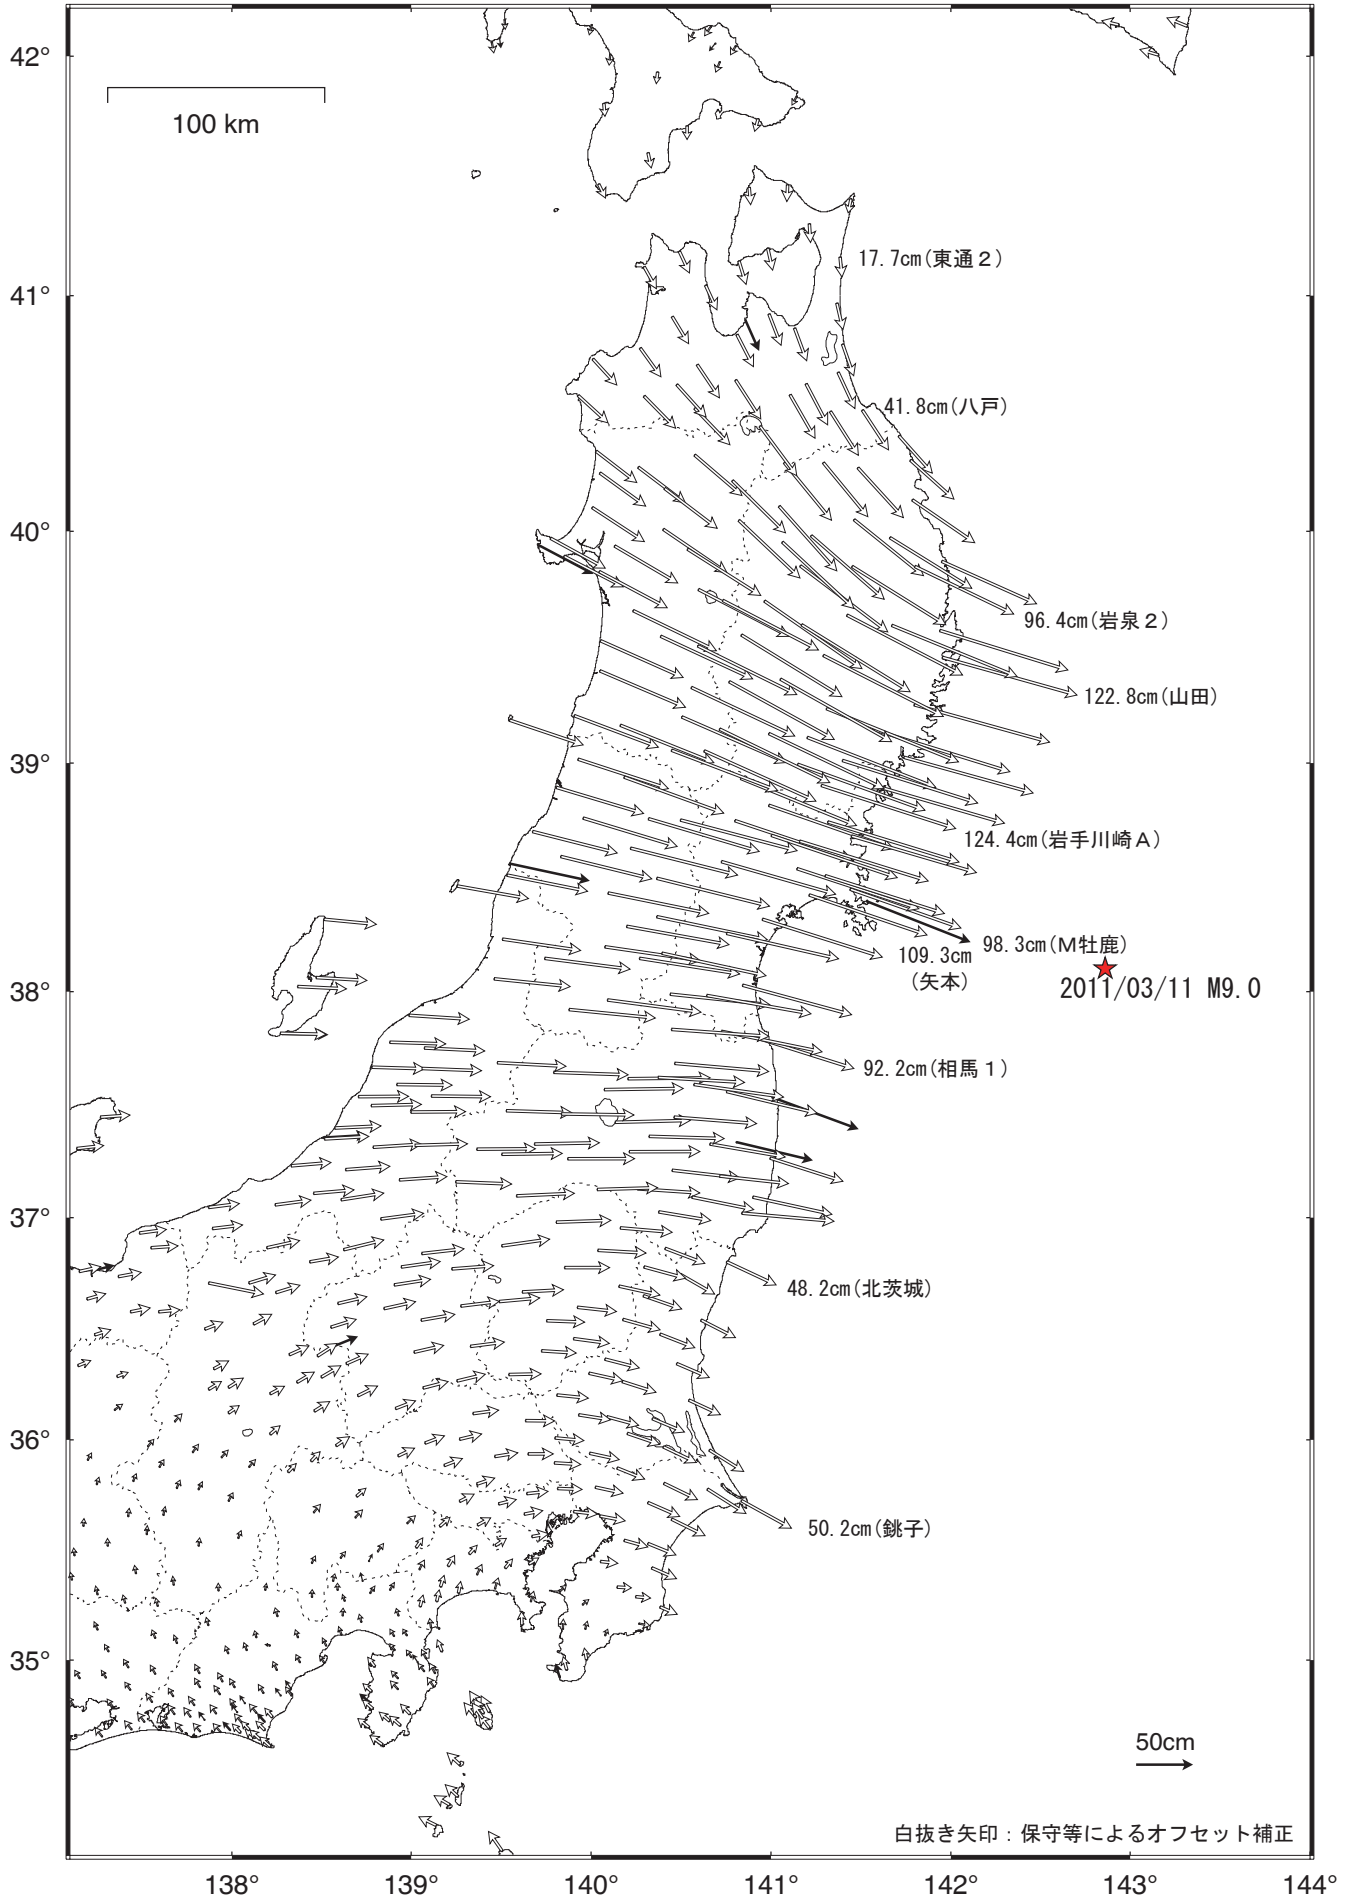 42°
100 km
17.7cm(東通２)
41°
41.8cm(八戸)
40°
96.4cm(岩泉２)
122.8cm(山田)
39°
124.4cm(岩手川崎Ａ)
98.3cm(Ｍ牡鹿)
109.3cm
(矢本)
2011/03/11 M9.0
38°
92.2cm(相馬１)
37°
48.2cm(北茨城)
36°
50.2cm(銚子)
35°
50cm
白抜き矢印：保守等によるオフセット補正
138° 139° 140° 141° 142° 143° 144°